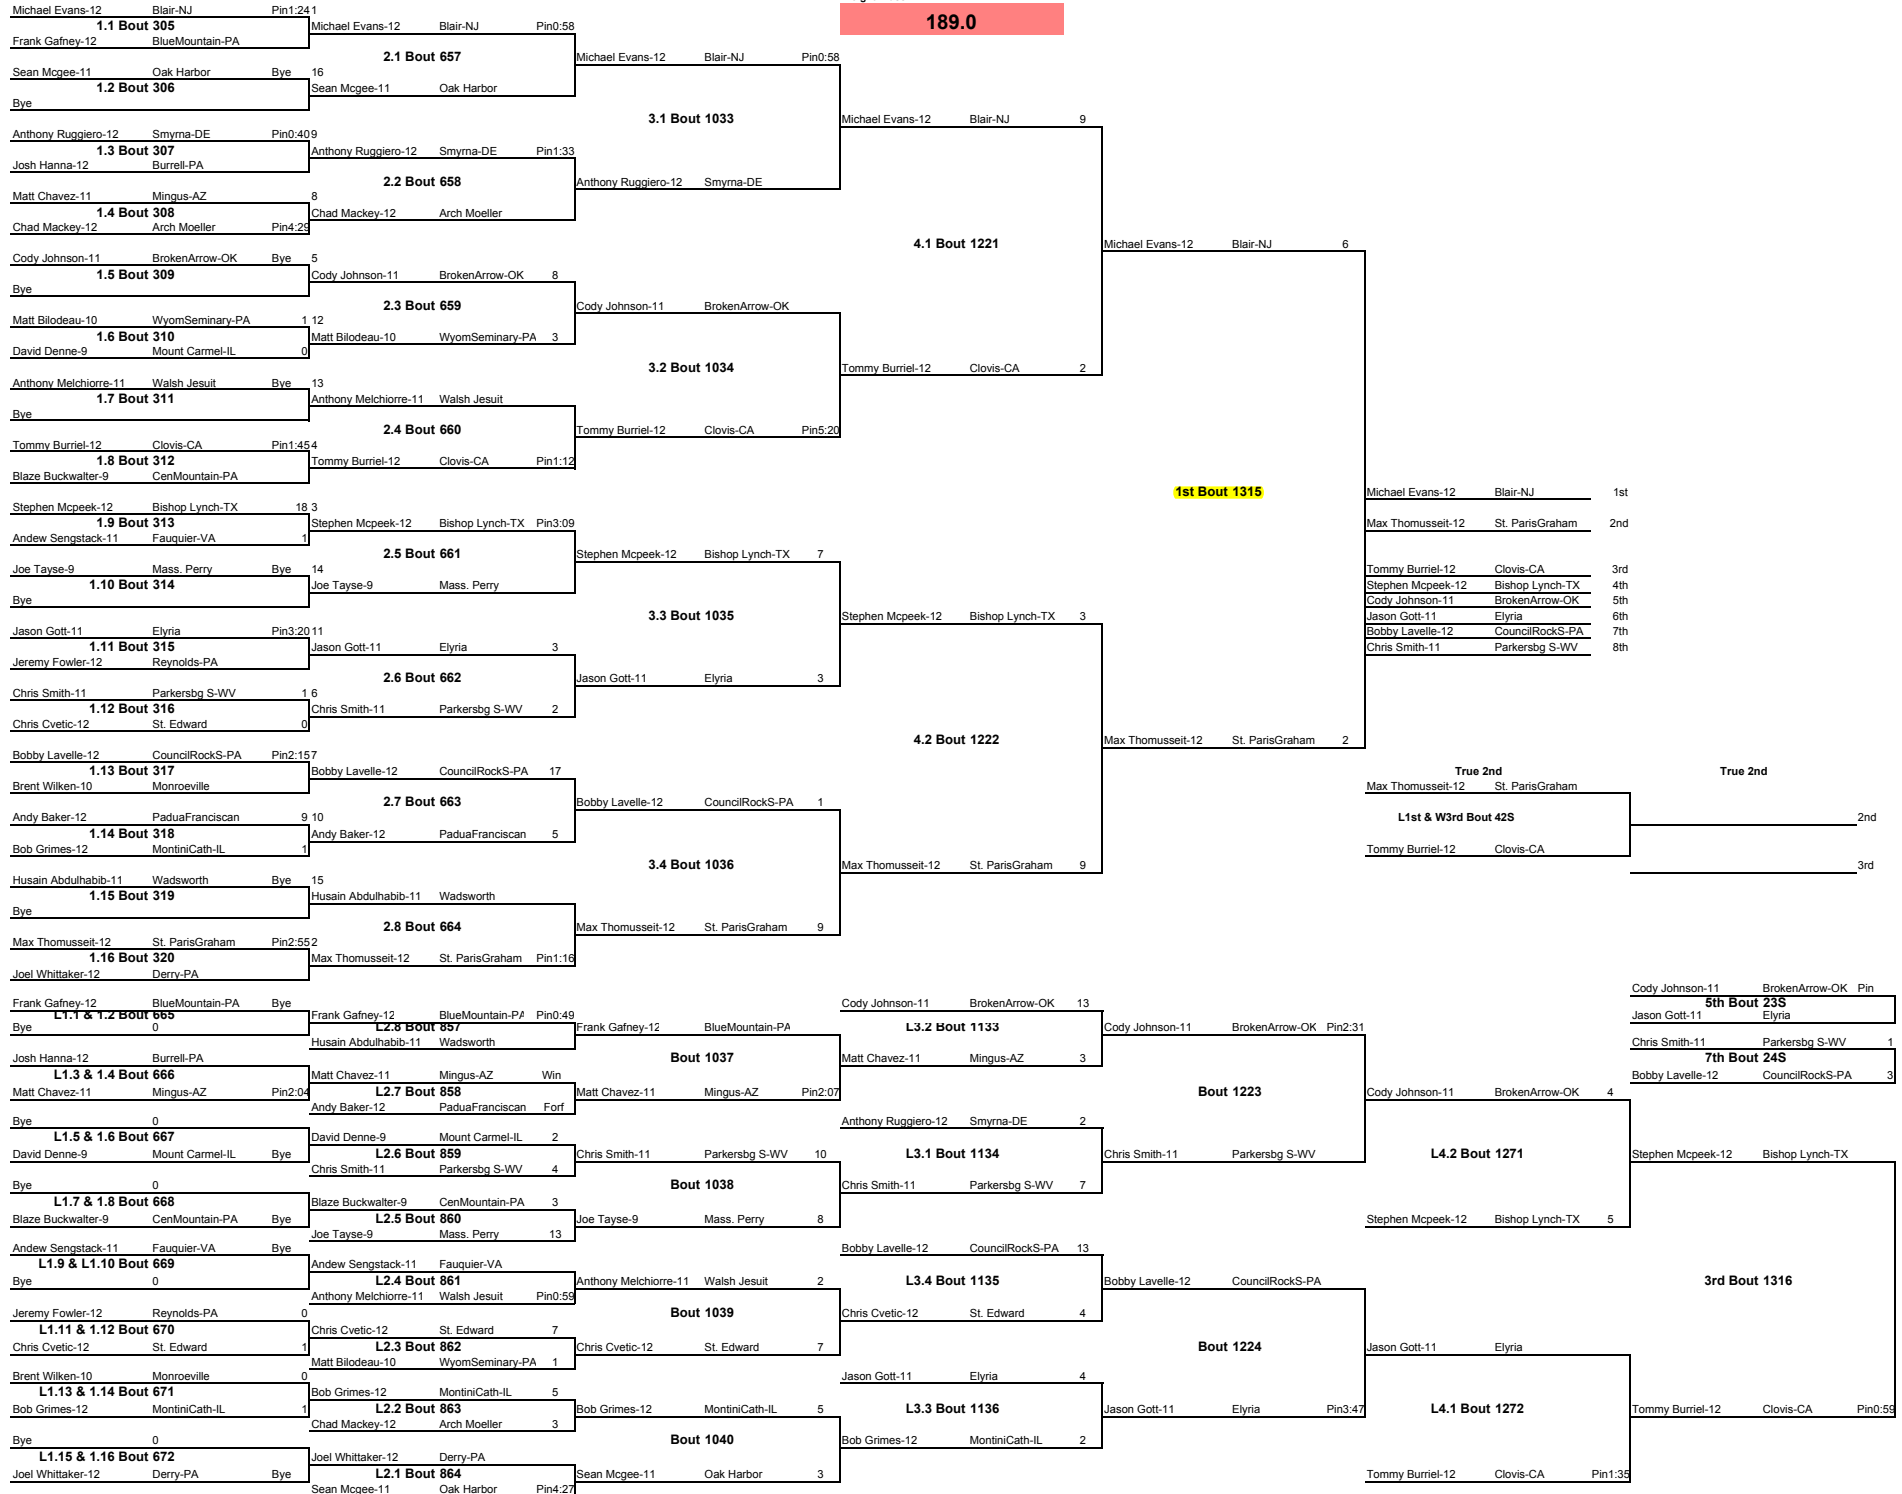 189.0
Michael Evans-12 Blair-NJ Pin1:24 1
1.1 Bout 305
Frank Gafney-12 BlueMountain-PA
Sean Mcgee-11 Oak Harbor Bye 16
1.2 Bout 306
Bye
Anthony Ruggiero-12 Smyrna-DE Pin0:40 9
1.3 Bout 307
Josh Hanna-12 Burrell-PA
Matt Chavez-11 Mingus-AZ 8
1.4 Bout 308
Chad Mackey-12 Arch Moeller Pin4:29
Cody Johnson-11 BrokenArrow-OK Bye 5
1.5 Bout 309
Bye
Matt Bilodeau-10 WyomSeminary-PA 1 12
1.6 Bout 310
David Denne-9 Mount Carmel-IL 0
Anthony Melchiorre-11 Walsh Jesuit Bye 13
1.7 Bout 311
Bye
Tommy Burriel-12 Clovis-CA Pin1:45 4
1.8 Bout 312
Blaze Buckwalter-9 CenMountain-PA
Stephen Mcpeek-12 Bishop Lynch-TX 18 3
1.9 Bout 313
Andew Sengstack-11 Fauquier-VA 1
Joe Tayse-9 Mass. Perry Bye 14
1.10 Bout 314
Bye
Jason Gott-11 Elyria Pin3:20 11
1.11 Bout 315
Jeremy Fowler-12 Reynolds-PA
Chris Smith-11 Parkersbg S-WV 1 6
1.12 Bout 316
Chris Cvetic-12 St. Edward 0
Bobby Lavelle-12 CouncilRockS-PA Pin2:15 7
1.13 Bout 317
Brent Wilken-10 Monroeville
Andy Baker-12 PaduaFranciscan 9 10
1.14 Bout 318
Bob Grimes-12 MontiniCath-IL 1
Husain Abdulhabib-11 Wadsworth Bye 15
1.15 Bout 319
Bye
Max Thomusseit-12 St. ParisGraham Pin2:55 2
1.16 Bout 320
Joel Whittaker-12 Derry-PA
Michael Evans-12 Blair-NJ Pin0:58
2.1 Bout 657
Sean Mcgee-11 Oak Harbor
Anthony Ruggiero-12 Smyrna-DE Pin1:33
2.2 Bout 658
Chad Mackey-12 Arch Moeller
Cody Johnson-11 BrokenArrow-OK 8
2.3 Bout 659
Matt Bilodeau-10 WyomSeminary-PA 3
Anthony Melchiorre-11 Walsh Jesuit
2.4 Bout 660
Tommy Burriel-12 Clovis-CA Pin1:12
Stephen Mcpeek-12 Bishop Lynch-TX Pin3:09
2.5 Bout 661
Joe Tayse-9 Mass. Perry
Jason Gott-11 Elyria 3
2.6 Bout 662
Chris Smith-11 Parkersbg S-WV 2
Bobby Lavelle-12 CouncilRockS-PA 17
2.7 Bout 663
Andy Baker-12 PaduaFranciscan 5
Husain Abdulhabib-11 Wadsworth
2.8 Bout 664
Max Thomusseit-12 St. ParisGraham Pin1:16
Michael Evans-12 Blair-NJ Pin0:58
3.1 Bout 1033
Anthony Ruggiero-12 Smyrna-DE
Cody Johnson-11 BrokenArrow-OK
3.2 Bout 1034
Tommy Burriel-12 Clovis-CA Pin5:20
Stephen Mcpeek-12 Bishop Lynch-TX 7
3.3 Bout 1035
Jason Gott-11 Elyria 3
Bobby Lavelle-12 CouncilRockS-PA 1
3.4 Bout 1036
Max Thomusseit-12 St. ParisGraham 9
Michael Evans-12 Blair-NJ 9
4.1 Bout 1221
Tommy Burriel-12 Clovis-CA 2
Stephen Mcpeek-12 Bishop Lynch-TX 3
4.2 Bout 1222
Max Thomusseit-12 St. ParisGraham 9
Michael Evans-12 Blair-NJ 6
1st Bout 1315
Max Thomusseit-12 St. ParisGraham 2
Michael Evans-12 Blair-NJ 1st
Max Thomusseit-12 St. ParisGraham 2nd
Tommy Burriel-12 Clovis-CA 3rd
Stephen Mcpeek-12 Bishop Lynch-TX 4th
Cody Johnson-11 BrokenArrow-OK 5th
Jason Gott-11 Elyria 6th
Bobby Lavelle-12 CouncilRockS-PA 7th
Chris Smith-11 Parkersbg S-WV 8th
True 2nd True 2nd
Max Thomusseit-12 St. ParisGraham
L1st & W3rd Bout 42S 2nd
Tommy Burriel-12 Clovis-CA
3rd
Frank Gafney-12 BlueMountain-PA Bye
L1.1 & 1.2 Bout 665
Bye 0
Josh Hanna-12 Burrell-PA
L1.3 & 1.4 Bout 666
Matt Chavez-11 Mingus-AZ Pin2:04
Bye 0
L1.5 & 1.6 Bout 667
David Denne-9 Mount Carmel-IL Bye
Bye 0
L1.7 & 1.8 Bout 668
Blaze Buckwalter-9 CenMountain-PA Bye
Andew Sengstack-11 Fauquier-VA Bye
L1.9 & L1.10 Bout 669
Bye 0
Jeremy Fowler-12 Reynolds-PA 0
L1.11 & 1.12 Bout 670
Chris Cvetic-12 St. Edward 1
Brent Wilken-10 Monroeville 0
L1.13 & 1.14 Bout 671
Bob Grimes-12 MontiniCath-IL 1
Bye 0
L1.15 & 1.16 Bout 672
Joel Whittaker-12 Derry-PA Bye
Frank Gafney-12 BlueMountain-PA Pin0:49
L2.8 Bout 857
Husain Abdulhabib-11 Wadsworth
Matt Chavez-11 Mingus-AZ Win
L2.7 Bout 858
Andy Baker-12 PaduaFranciscan Forf
David Denne-9 Mount Carmel-IL 2
L2.6 Bout 859
Chris Smith-11 Parkersbg S-WV 4
Blaze Buckwalter-9 CenMountain-PA 3
L2.5 Bout 860
Joe Tayse-9 Mass. Perry 13
Andew Sengstack-11 Fauquier-VA
L2.4 Bout 861
Anthony Melchiorre-11 Walsh Jesuit Pin0:59
Chris Cvetic-12 St. Edward 7
L2.3 Bout 862
Matt Bilodeau-10 WyomSeminary-PA 1
Bob Grimes-12 MontiniCath-IL 5
L2.2 Bout 863
Chad Mackey-12 Arch Moeller 3
Joel Whittaker-12 Derry-PA
L2.1 Bout 864
Sean Mcgee-11 Oak Harbor Pin4:27
Frank Gafney-12 BlueMountain-PA
Bout 1037
Matt Chavez-11 Mingus-AZ Pin2:07
Chris Smith-11 Parkersbg S-WV 10
Bout 1038
Joe Tayse-9 Mass. Perry 8
Anthony Melchiorre-11 Walsh Jesuit 2
Bout 1039
Chris Cvetic-12 St. Edward 7
Bob Grimes-12 MontiniCath-IL 5
Bout 1040
Sean Mcgee-11 Oak Harbor 3
Cody Johnson-11 BrokenArrow-OK 13
L3.2 Bout 1133
Matt Chavez-11 Mingus-AZ 3
Anthony Ruggiero-12 Smyrna-DE 2
L3.1 Bout 1134
Chris Smith-11 Parkersbg S-WV 7
Bobby Lavelle-12 CouncilRockS-PA 13
L3.4 Bout 1135
Chris Cvetic-12 St. Edward 4
Jason Gott-11 Elyria 4
L3.3 Bout 1136
Bob Grimes-12 MontiniCath-IL 2
Cody Johnson-11 BrokenArrow-OK Pin2:31
Bout 1223
Chris Smith-11 Parkersbg S-WV
Bobby Lavelle-12 CouncilRockS-PA
Bout 1224
Jason Gott-11 Elyria Pin3:47
Cody Johnson-11 BrokenArrow-OK 4
L4.2 Bout 1271
Stephen Mcpeek-12 Bishop Lynch-TX 5
Jason Gott-11 Elyria
L4.1 Bout 1272
Tommy Burriel-12 Clovis-CA Pin1:35
Cody Johnson-11 BrokenArrow-OK Pin
5th Bout 23S
Jason Gott-11 Elyria
Chris Smith-11 Parkersbg S-WV 1
7th Bout 24S
Bobby Lavelle-12 CouncilRockS-PA 3
Stephen Mcpeek-12 Bishop Lynch-TX
3rd Bout 1316
Tommy Burriel-12 Clovis-CA Pin0:59